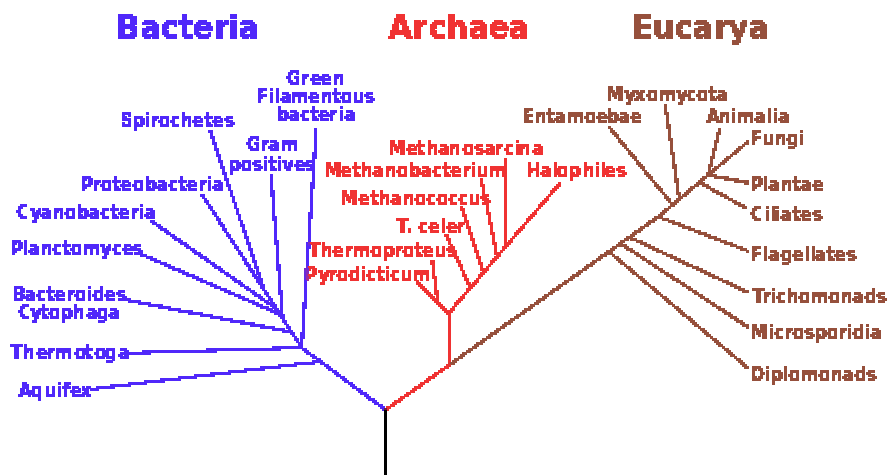 Bacteria
Archaea
Eucarya
Green
Filamentous
bacteria
Spirochetes
Gram
positives
Proteobacteria
Cyanobacteria
Planctomyces
Bacteroides
Cytophaga
Thermotoga
Aquifex
Methanosarcina
Methanobacterium
Halophiles
Methanococcus
T. celer
Thermoproteus
Pyrodicticum
Myxomycota
Entamoebae
Animalia
Fungi
Plantae
Ciliates
Flagellates
Trichomonads
Microsporidia
Diplomonads